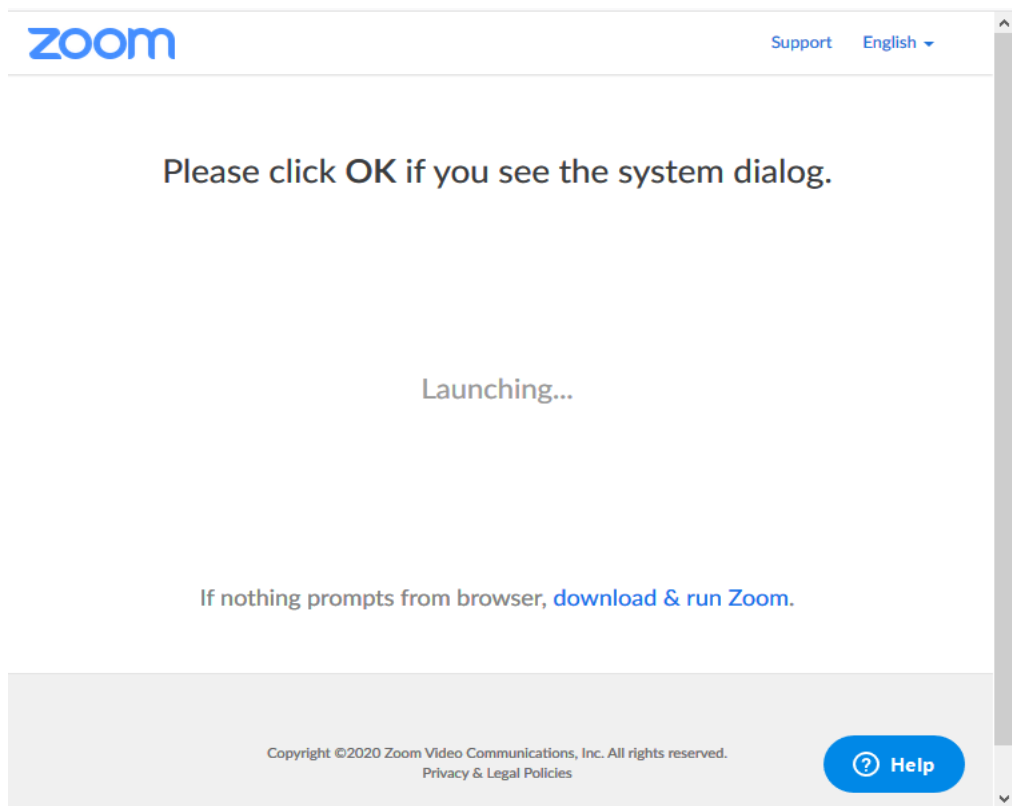 zoom
Support English
Please click OK if you see the system dialog.
Launching...
If nothing prompts from browser, download & run Zoom.
Copyright ©2020 Zoom Video Communications, Inc. All rights reserved.
Privacy & Legal Policies
? Help